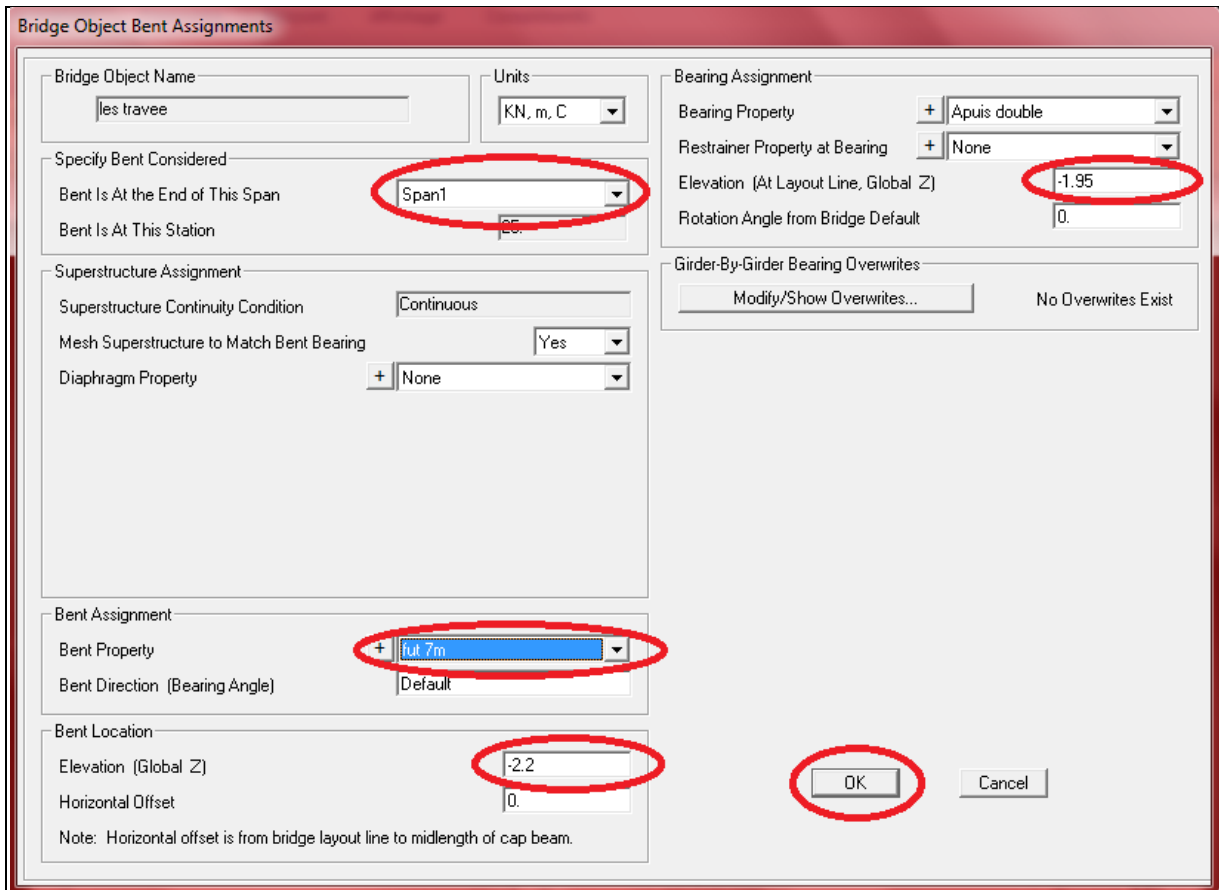 Bridge Object Bent Assignments
Bridge Object Name
les travee
Units
KN, m, C
Specify Bent Considered
Bent Is At the End of This Span
Span1
Bent Is At This Station
25.
Superstructure Assignment
Superstructure Continuity Condition
Continuous
Mesh Superstructure to Match Bent Bearing
Yes
Diaphragm Property
+ None
Bent Assignment
Bent Property
+ fut 7m
Bent Direction (Bearing Angle)
Default
Bent Location
Elevation (Global Z)
-2.2
Horizontal Offset
0.
Note: Horizontal offset is from bridge layout line to midlength of cap beam.
Bearing Assignment
Bearing Property
+ Apuis double
Restrainer Property at Bearing
+ None
Elevation (At Layout Line, Global Z)
-1.95
Rotation Angle from Bridge Default
0.
Girder-By-Girder Bearing Overwrites
Modify/Show Overwrites...
No Overwrites Exist
OK
Cancel